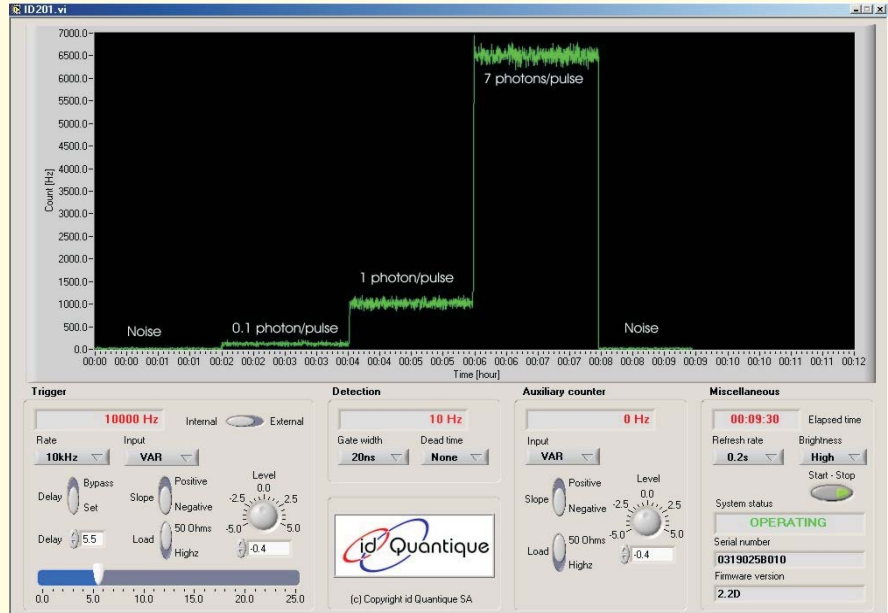 ID201.vi
7000.0
6500.0
6000.0
5500.0
5000.0
4500.0
4000.0
3500.0
3000.0
2500.0
2000.0
1500.0
1000.0
500.0
0.0
Count [Hz]
7 photons/pulse
1 photon/pulse
0.1 photon/pulse
Noise
Noise
00:00 00:00 00:01 00:01 00:02 00:02 00:03 00:03 00:04 00:04 00:05 00:05 00:06 00:06 00:07 00:07 00:08 00:08 00:09 00:09 00:10 00:10 00:11 00:11 00:12
Time [hour]
Trigger
10000 Hz
Internal
External
Rate
Input
10kHz
VAR
Delay
Bypass
Set
Slope
Positive
Negative
Level
0.0
-2.5
2.5
-5.0
5.0
Delay
5.5
Load
50 Ohms
Highz
-0.4
0.0 5.0 10.0 15.0 20.0 25.0
Detection
10 Hz
Gate width
Dead time
20ns
None
id Quantique
(c) Copyright id Quantique SA
Auxiliary counter
0 Hz
Input
VAR
Slope
Positive
Negative
Level
0.0
-2.5
2.5
-5.0
5.0
Load
50 Ohms
Highz
-0.4
Miscellaneous
00:09:30
Elapsed time
Refresh rate
Brightness
0.2s
High
Start - Stop
System status
OPERATING
Serial number
0319025B010
Firmware version
2.2D